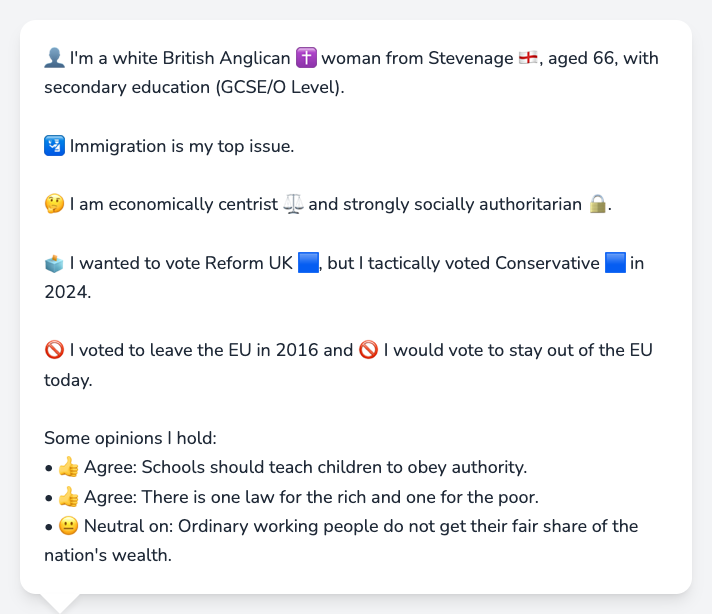 👤 I'm a white British Anglican ✝️ woman from Stevenage 🏴󠁧󠁢󠁥󠁮󠁧󠁿, aged 66, with
secondary education (GCSE/O Level).
🛂 Immigration is my top issue.
🤔 I am economically centrist ⚖️ and strongly socially authoritarian 🔒.
🗳️ I wanted to vote Reform UK 🟦, but I tactically voted Conservative 🟦 in
2024.
🚫 I voted to leave the EU in 2016 and 🚫 I would vote to stay out of the EU
today.
Some opinions I hold:
• 👍 Agree: Schools should teach children to obey authority.
• 👍 Agree: There is one law for the rich and one for the poor.
• 😐 Neutral on: Ordinary working people do not get their fair share of the
nation's wealth.